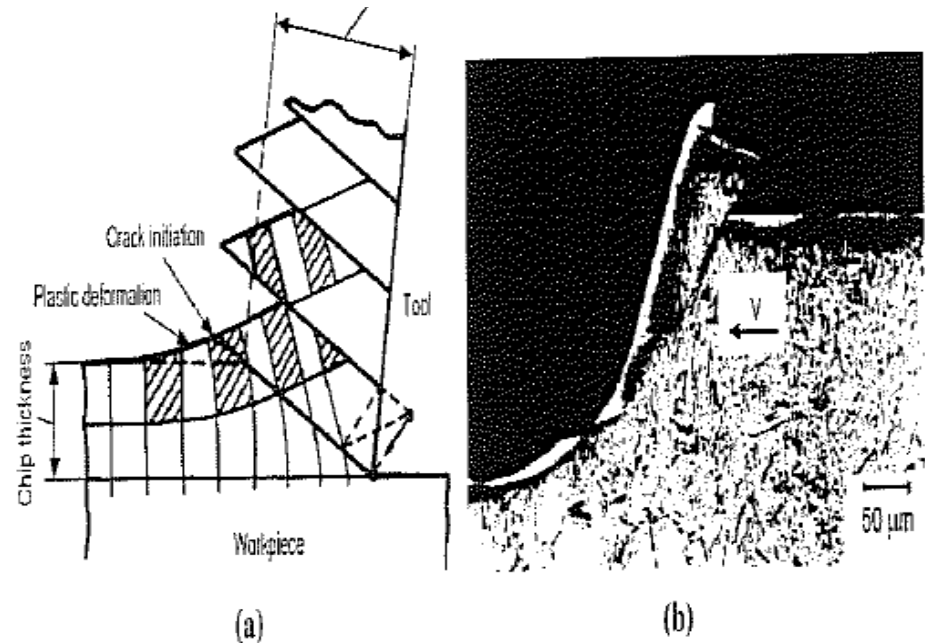 Crack initiation
Plastic deformation
Tool
Chip thickness
Workpiece
(a)
V
50 µm
(b)